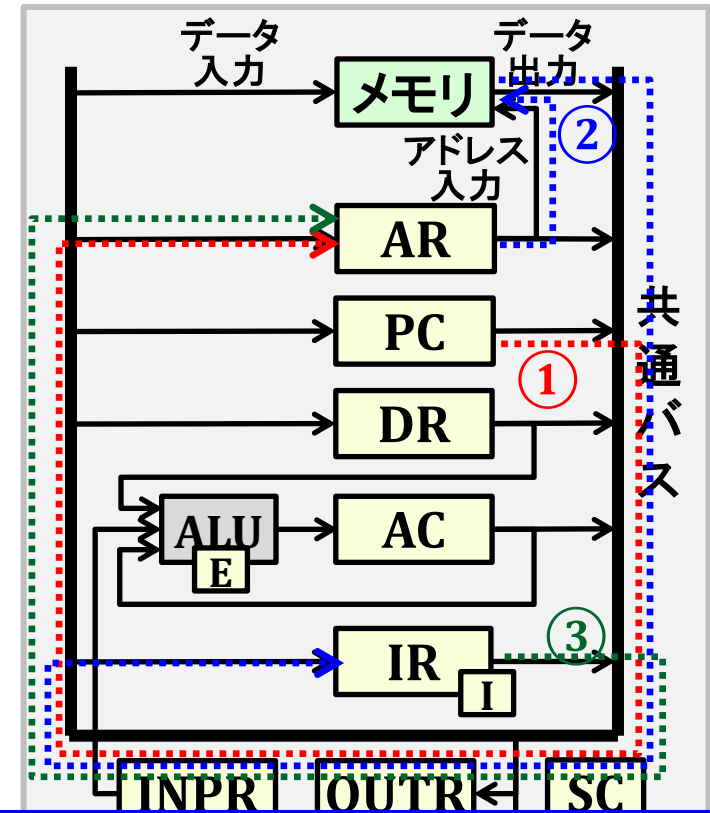 データ
入力
メモリ
データ
出力
②
アドレス
入力
AR
共通バス
PC
①
DR
ALU
E
AC
③
IR
I
INPR
OUTR
SC